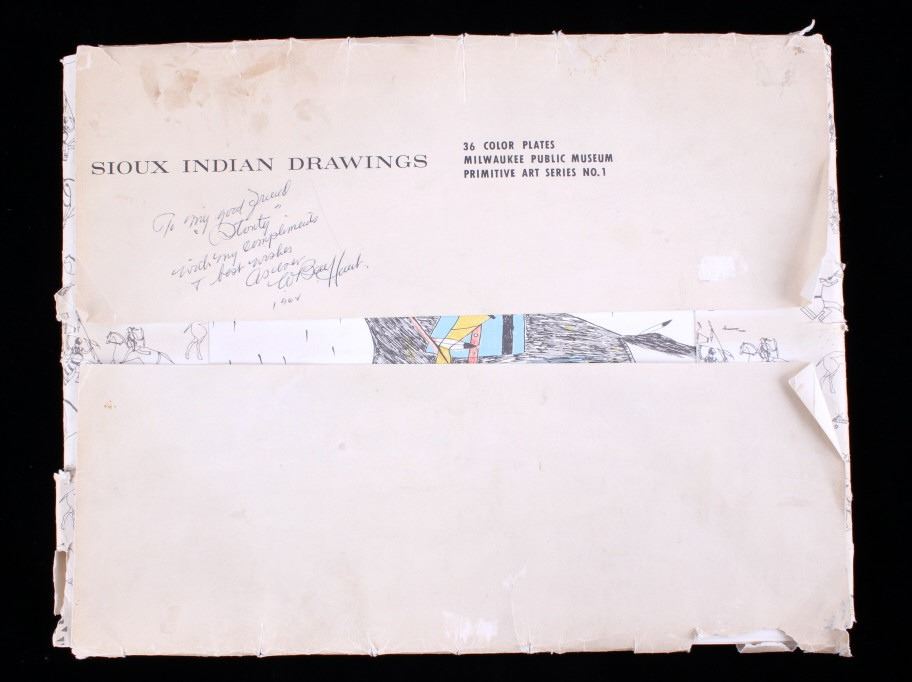 SIOUX INDIAN DRAWINGS
36 COLOR PLATES
MILWAUKEE PUBLIC MUSEUM
PRIMITIVE ART SERIES NO.1
To my good friend
"Stouty"
with my compliments
& best wishes